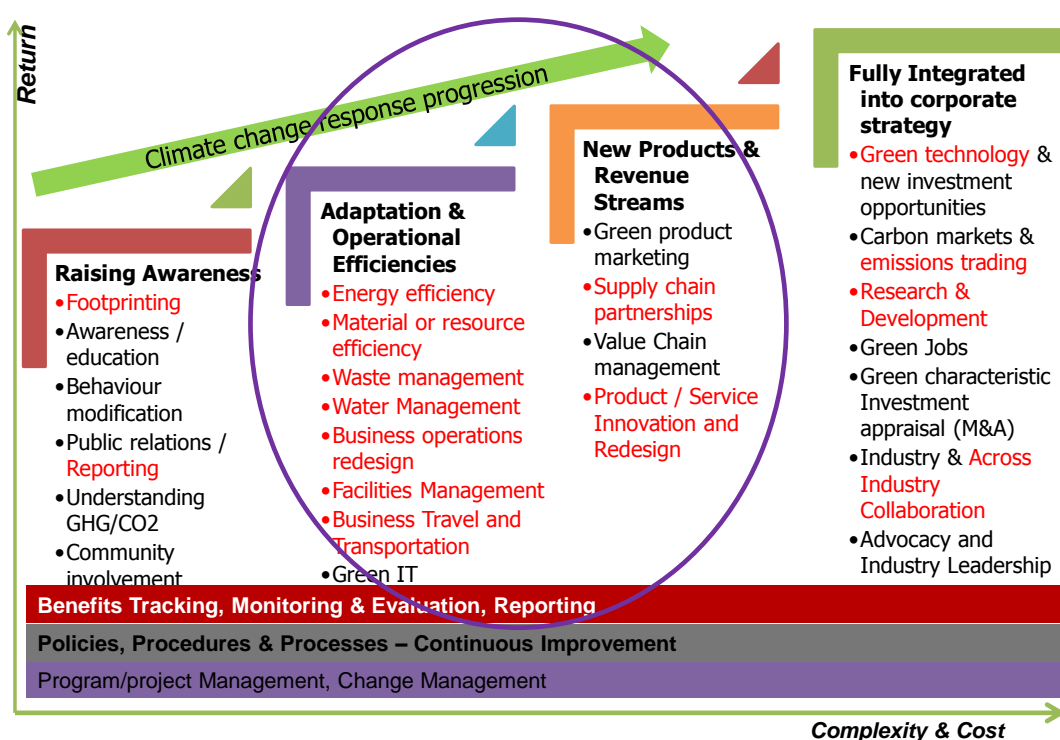 Return
Climate change response progression
Raising Awareness
•Footprinting
•Awareness /
education
•Behaviour
modification
•Public relations /
Reporting
•Understanding
GHG/CO2
•Community
involvement
Adaptation &
Operational
Efficiencies
•Energy efficiency
•Material or resource
efficiency
•Waste management
•Water Management
•Business operations
redesign
•Facilities Management
•Business Travel and
Transportation
•Green IT
New Products &
Revenue
Streams
•Green product
marketing
•Supply chain
partnerships
•Value Chain
management
•Product / Service
Innovation and
Redesign
Fully Integrated
into corporate
strategy
•Green technology &
new investment
opportunities
•Carbon markets &
emissions trading
•Research &
Development
•Green Jobs
•Green characteristic
Investment
appraisal (M&A)
•Industry & Across
Industry
Collaboration
•Advocacy and
Industry Leadership
Benefits Tracking, Monitoring & Evaluation, Reporting
Policies, Procedures & Processes – Continuous Improvement
Program/project Management, Change Management
Complexity & Cost